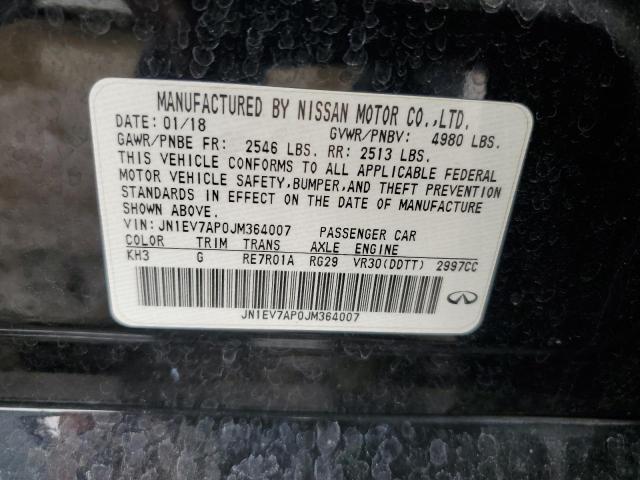 MANUFACTURED BY NISSAN MOTOR CO.,LTD.
DATE: 01/18 GVWR/PNBV: 4980 LBS.
GAWR/PNBE FR: 2546 LBS. RR: 2513 LBS.
THIS VEHICLE CONFORMS TO ALL APPLICABLE FEDERAL
MOTOR VEHICLE SAFETY,BUMPER,AND THEFT PREVENTION
STANDARDS IN EFFECT ON THE DATE OF MANUFACTURE
SHOWN ABOVE.
VIN: JN1EV7AP0JM364007 PASSENGER CAR
COLOR TRIM TRANS AXLE ENGINE
KH3 G RE7R01A RG29 VR30(DDTT) 2997CC
JN1EV7AP0JM364007